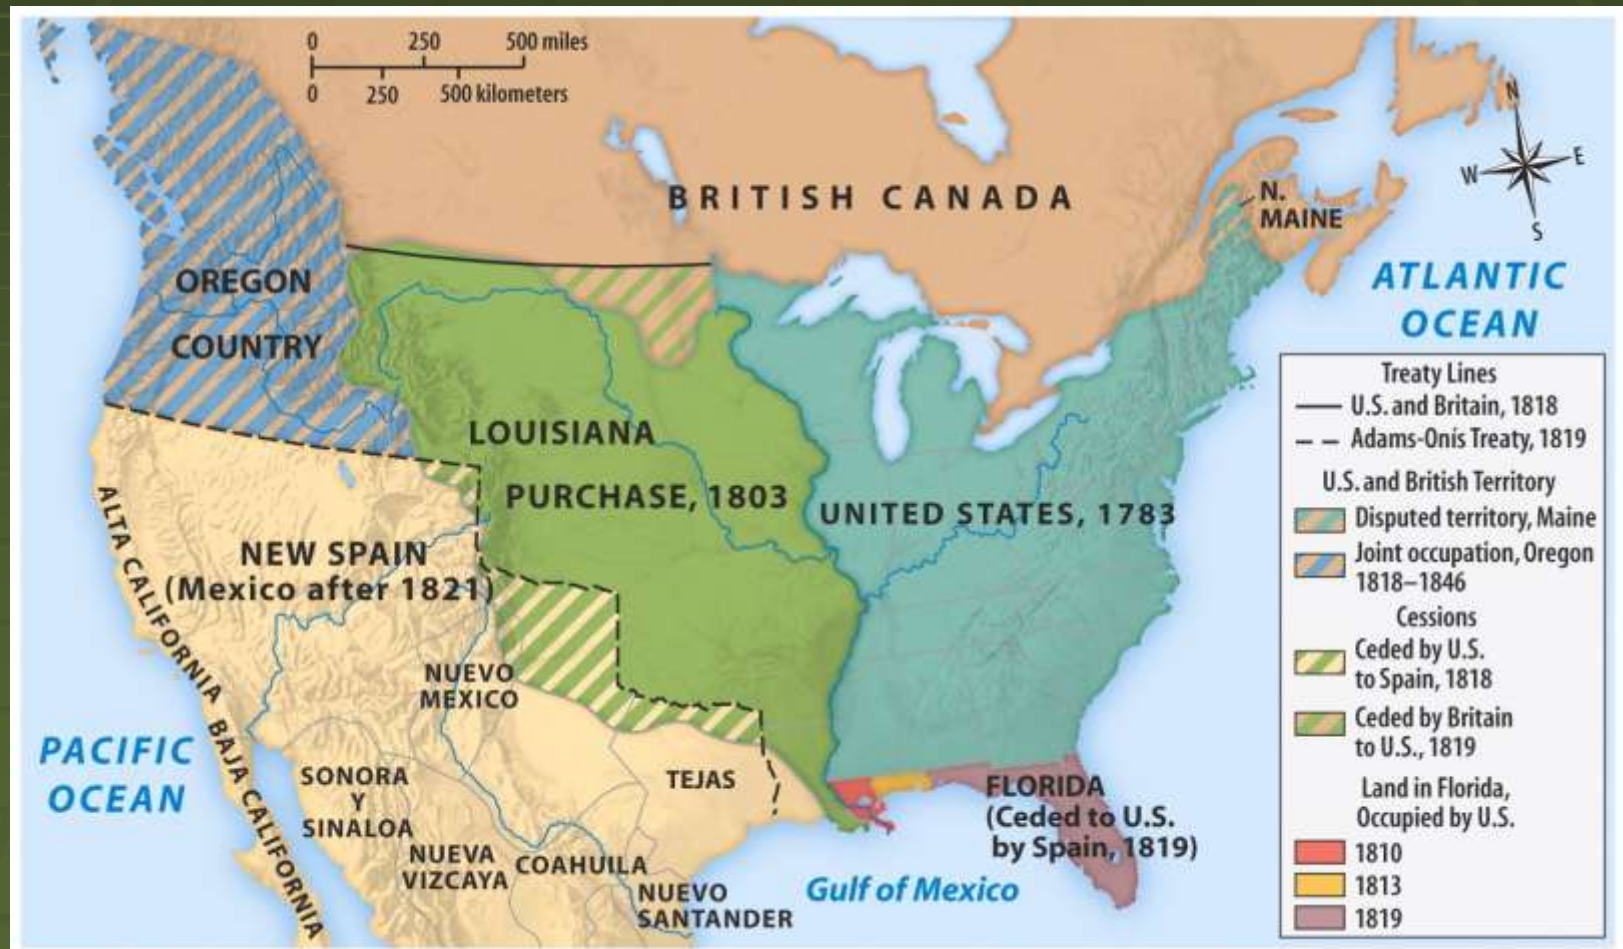 0 250 500 miles
0 250 500 kilometers
BRITISH CANADA
N
W
E
S
N.
MAINE
ATLANTIC
OCEAN
OREGON
COUNTRY
LOUISIANA
PURCHASE, 1803
UNITED STATES, 1783
NEW SPAIN
(Mexico after 1821)
ALTA CALIFORNIA
BAJA CALIFORNIA
NUEVO
MEXICO
PACIFIC
OCEAN
SONORA
Y
SINALOA
TEJAS
NUEVA
VIZCAYA
COAHUILA
NUEVO
SANTANDER
FLORIDA
(Ceded to U.S.
by Spain, 1819)
Gulf of Mexico
Treaty Lines
U.S. and Britain, 1818
Adams-Onís Treaty, 1819
U.S. and British Territory
Disputed territory, Maine
Joint occupation, Oregon
1818–1846
Cessions
Ceded by U.S.
to Spain, 1818
Ceded by Britain
to U.S., 1819
Land in Florida,
Occupied by U.S.
1810
1813
1819